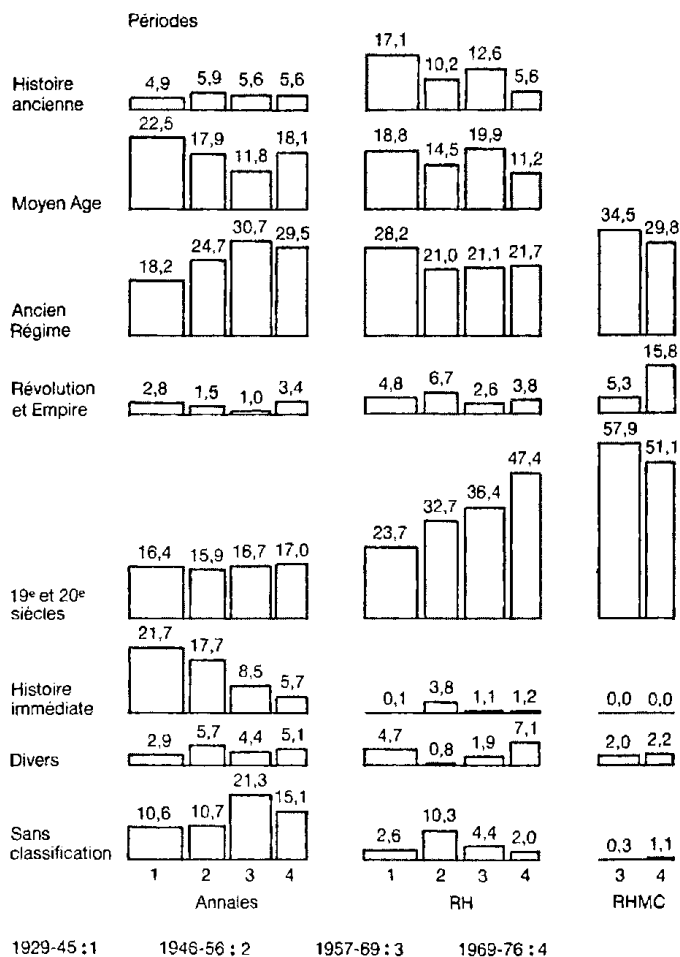 Périodes
17,1 10,2 12,6 5,6
Histoire ancienne
4,9 5,9 5,6 5,6
22,5 17,9 11,8 18,1
18,8 14,5 19,9 11,2
Moyen Age
34,5 29,8
18,2 24,7 30,7 29,5
28,2 21,0 21,1 21,7
Ancien
Régime
15,8
Révolution
et Empire
2,8 1,5 1,0 3,4
4,8 6,7 2,6 3,8
5,3
57,9 51,1
23,7 32,7 36,4 47,4
16,4 15,9 16,7 17,0
19e et 20e
siècles
21,7 17,7 8,5 5,7
Histoire
immédiate
0,1 3,8 1,1 1,2
0,0 0,0
Divers
2,9 5,7 4,4 5,1
4,7 0,8 1,9 7,1
2,0 2,2
Sans
classification
10,6 10,7 21,3 15,1
2,6 10,3 4,4 2,0
0,3 1,1
1 2 3 4 1 2 3 4 3 4
Annales RH RHMC
1929-45 : 1 1946-56 : 2 1957-69 : 3 1969-76 : 4